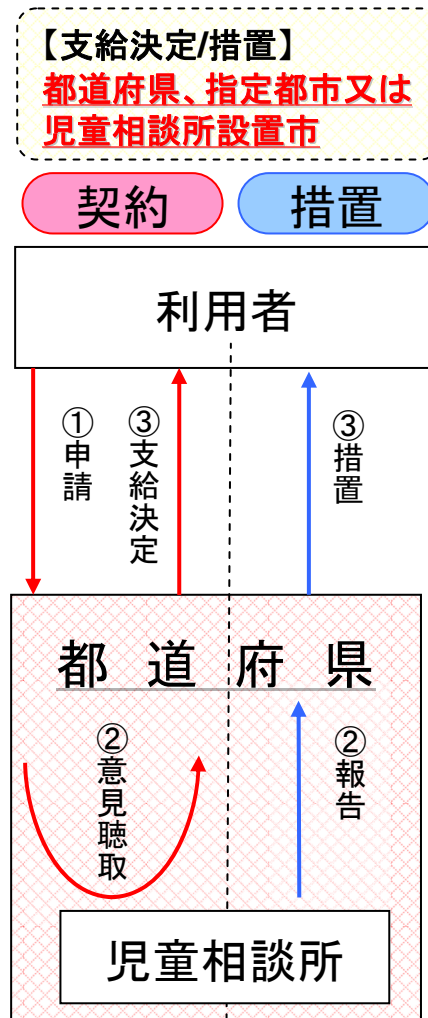 【支給決定/措置】
都道府県、指定都市又は
児童相談所設置市
契約
措置
利用者
①申請
③支給決定
③措置
都道府県
②意見聴取
②報告
児童相談所